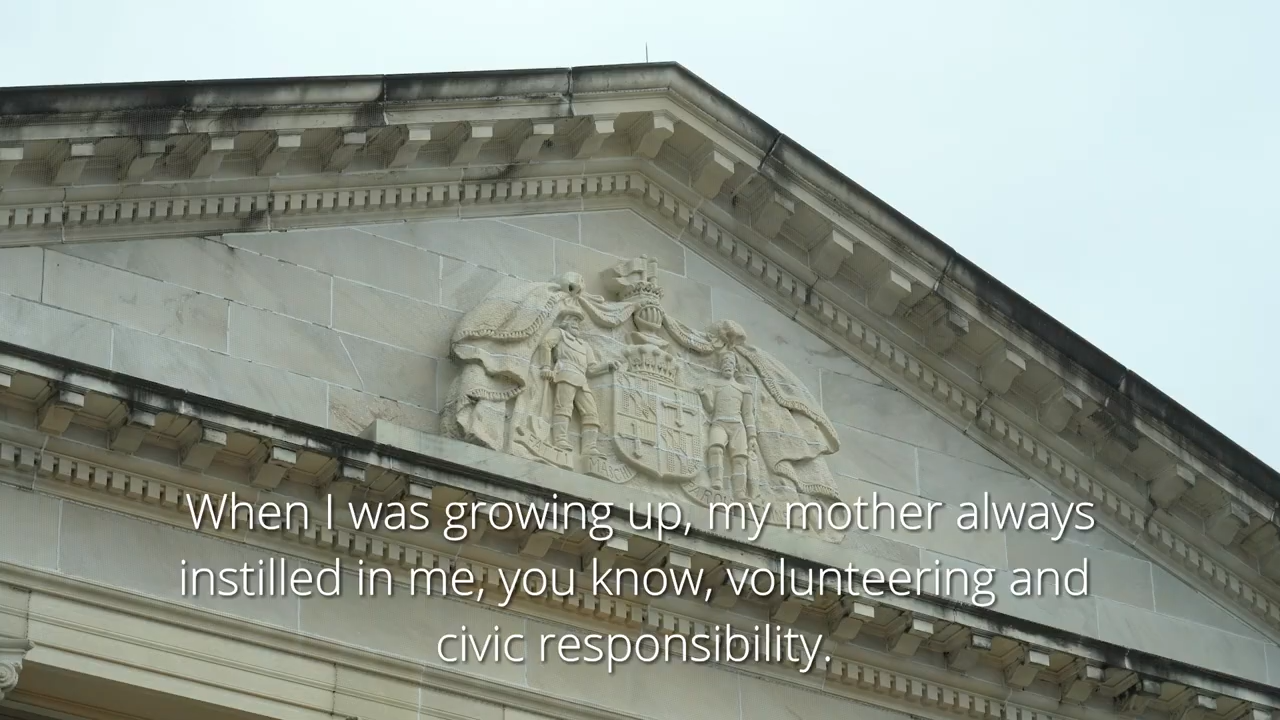 When I was growing up, my mother always
instilled in me, you know, volunteering and
civic responsibility.